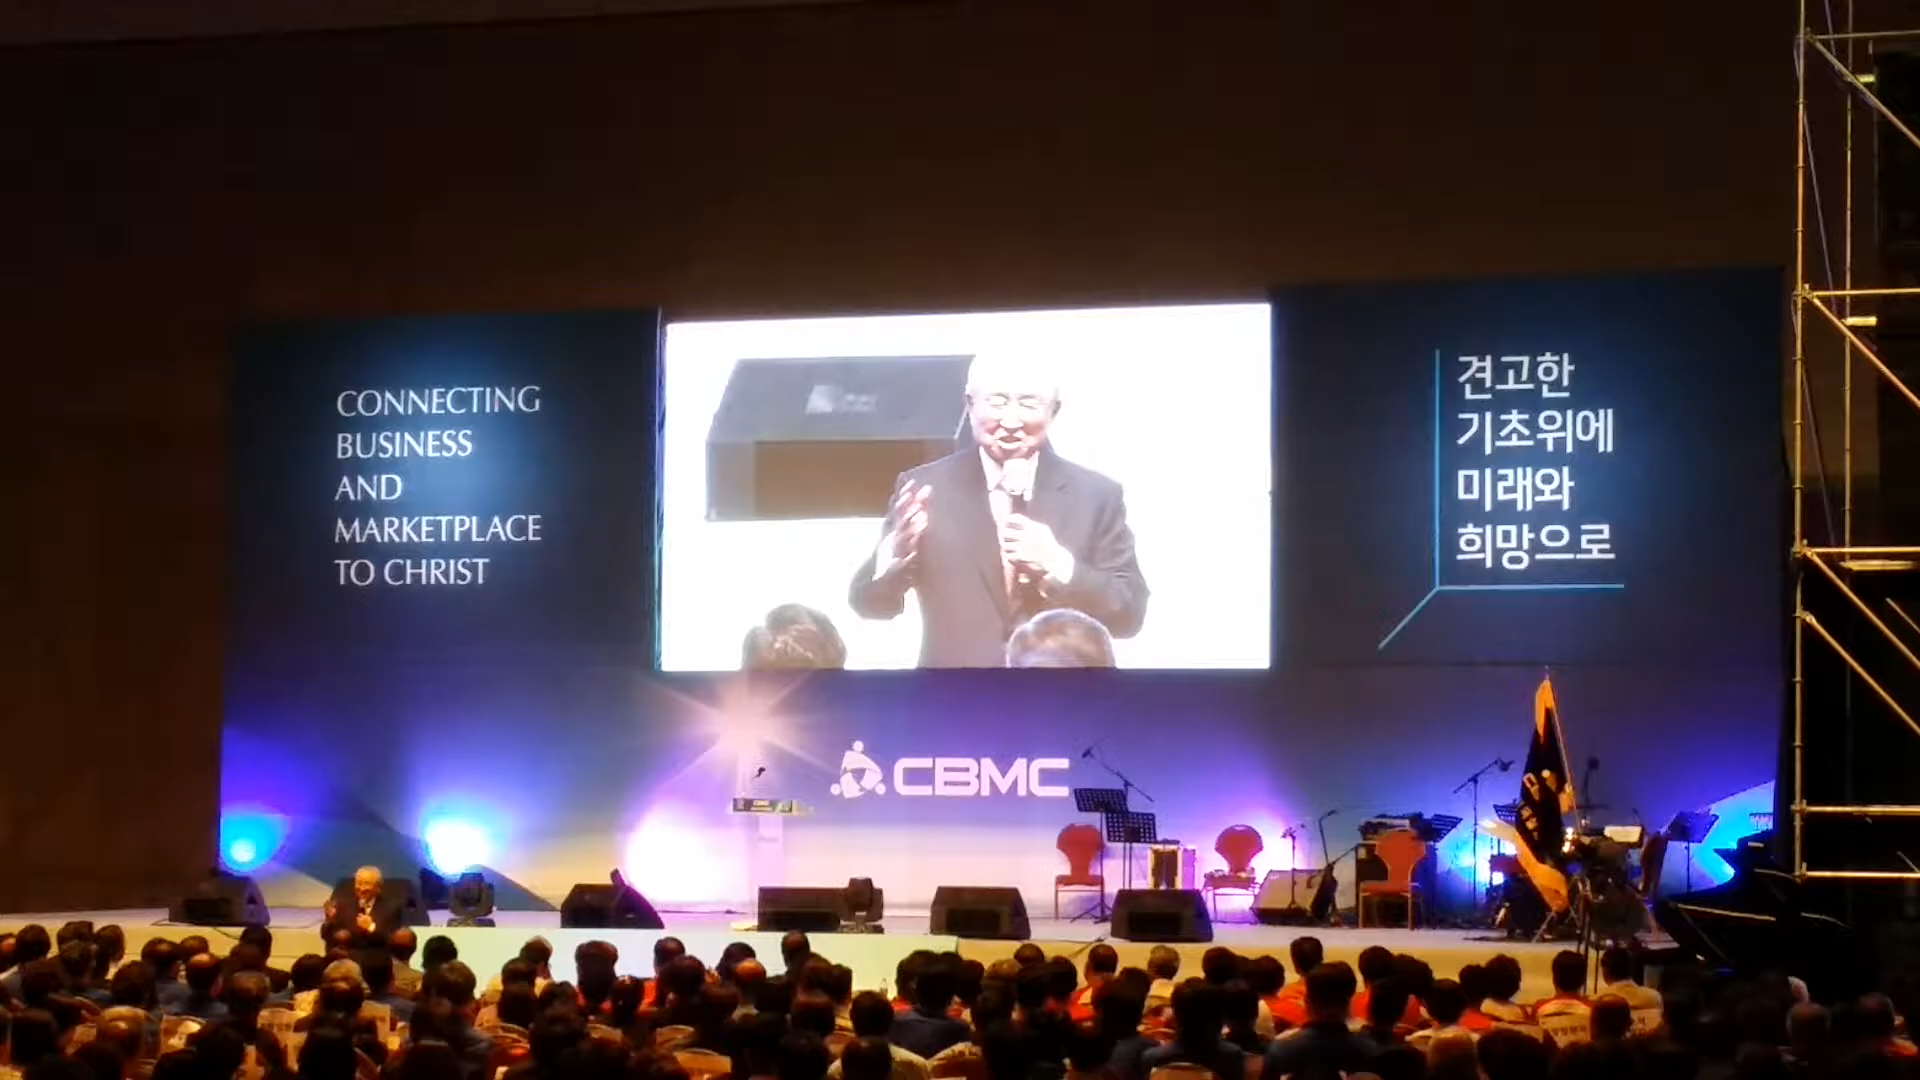 CONNECTING
BUSINESS
AND
MARKETPLACE
TO CHRIST
견고한
기초위에
미래와
희망으로
CBMC